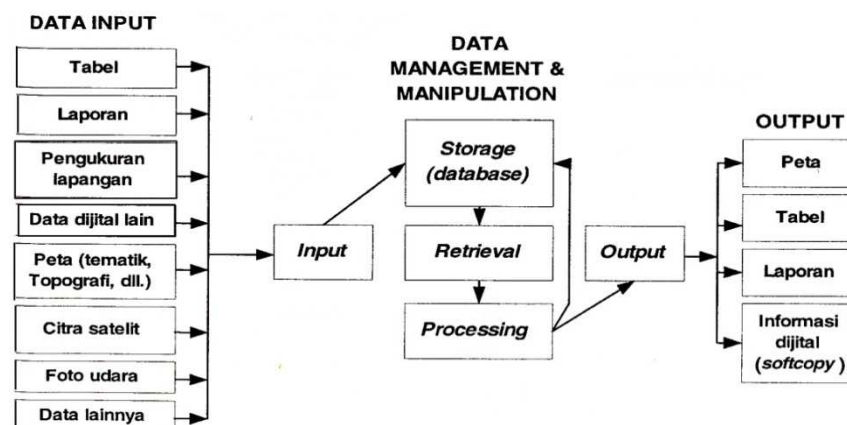 DATA INPUT
Tabel
Laporan
Pengukuran
lapangan
Data dijital lain
Peta (tematik,
Topografi, dll.)
Citra satelit
Foto udara
Data lainnya
Input
DATA
MANAGEMENT &
MANIPULATION
Storage
(database)
Retrieval
Processing
Output
OUTPUT
Peta
Tabel
Laporan
Informasi
dijital
(softcopy)